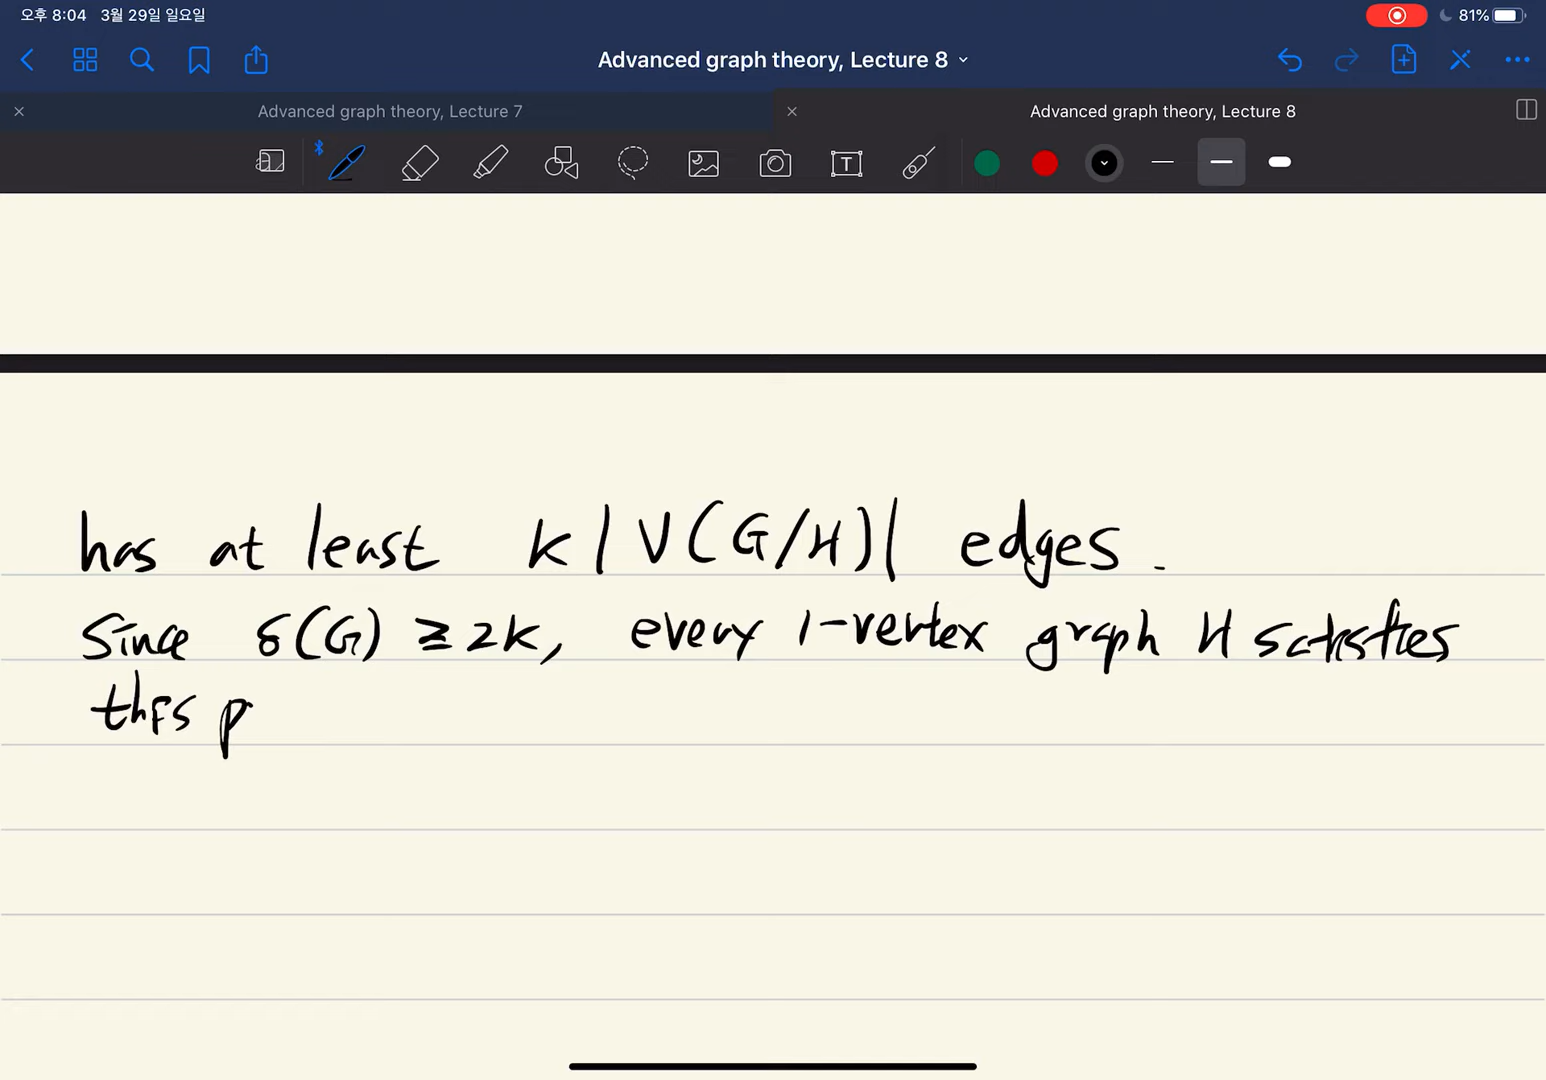 오후 8:04 3월 29일 일요일 81%
Advanced graph theory, Lecture 8
Advanced graph theory, Lecture 7 Advanced graph theory, Lecture 8
T
has at least k |V(G/H)| edges.
Since δ(G) ≥ 2k, every 1-vertex graph H satisfies
this p